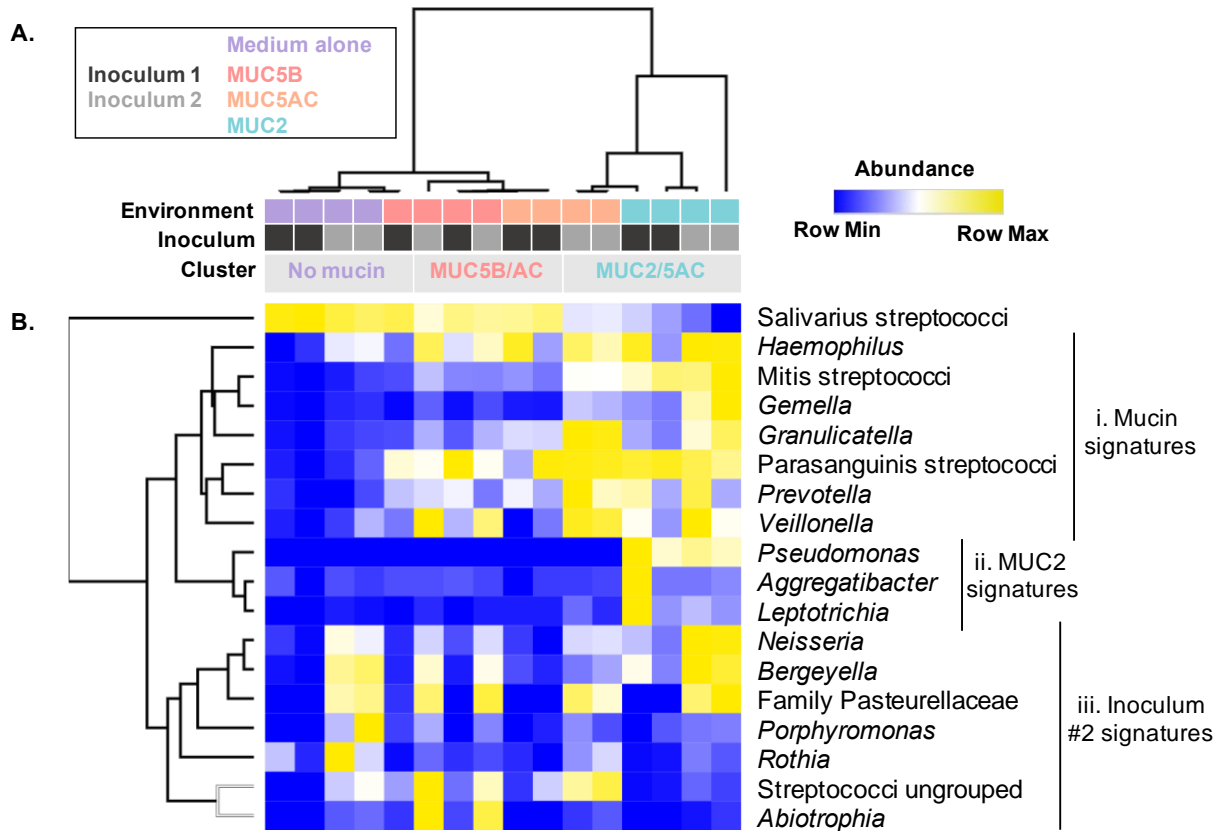 A.
Medium alone
Inoculum 1 MUC5B
Inoculum 2 MUC5AC
MUC2
Abundance
Row Min Row Max
Environment
Inoculum
Cluster No mucin MUC5B/AC MUC2/5AC
B.
Salivarius streptococci
Haemophilus
Mitis streptococci
Gemella
Granulicatella
Parasanguinis streptococci
Prevotella
Veillonella
Pseudomonas
Aggregatibacter
Leptotrichia
Neisseria
Bergeyella
Family Pasteurellaceae
Porphyromonas
Rothia
Streptococci ungrouped
Abiotrophia
i. Mucin
signatures
ii. MUC2
signatures
iii. Inoculum
#2 signatures